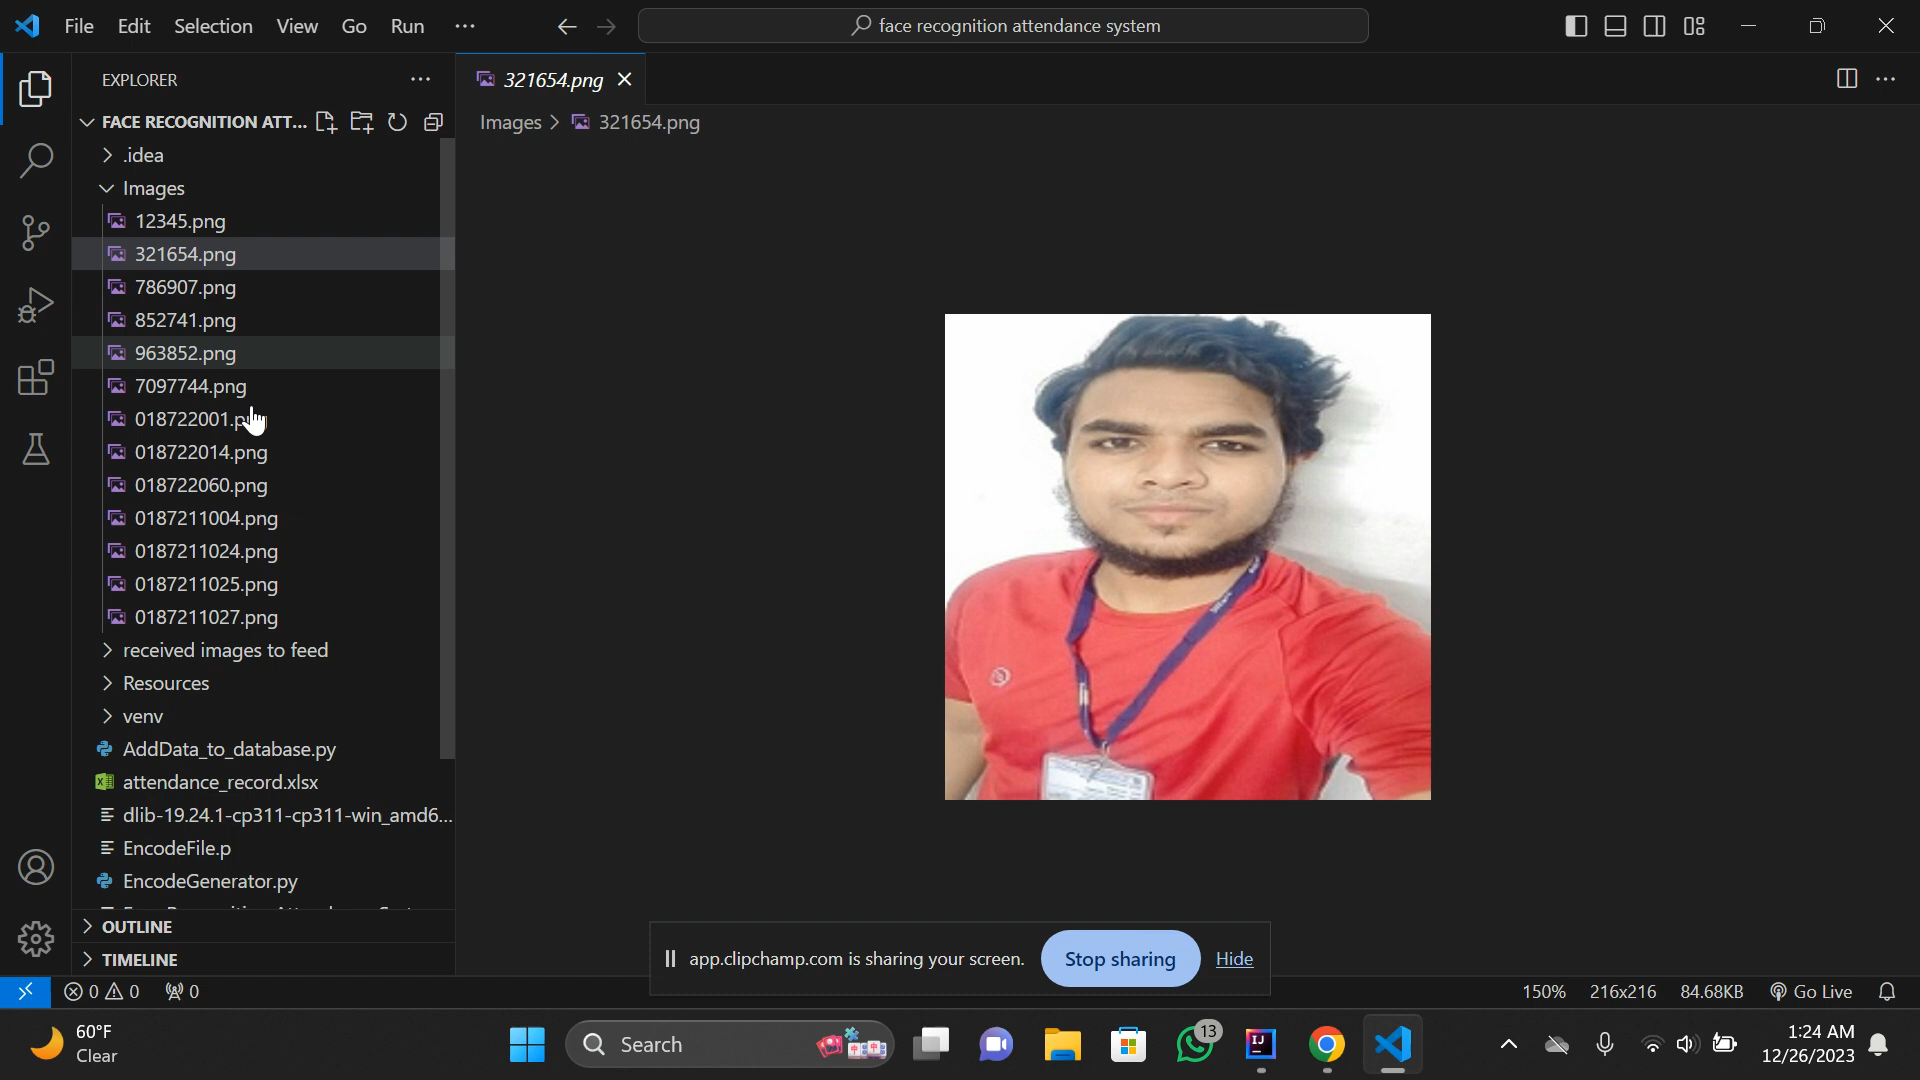 File Edit Selection View Go Run ···
face recognition attendance system
EXPLORER
321654.png
FACE RECOGNITION ATT...
Images > 321654.png
.idea
Images
12345.png
321654.png
786907.png
852741.png
963852.png
7097744.png
018722001.png
018722014.png
018722060.png
0187211004.png
0187211024.png
0187211025.png
0187211027.png
received images to feed
Resources
venv
AddData_to_database.py
attendance_record.xlsx
dlib-19.24.1-cp311-cp311-win_amd6...
EncodeFile.p
EncodeGenerator.py
OUTLINE
TIMELINE
app.clipchamp.com is sharing your screen. Stop sharing Hide
0 0 0
150% 216x216 84.68KB Go Live
60°F
Clear
Search
13
IJ
1:24 AM
12/26/2023